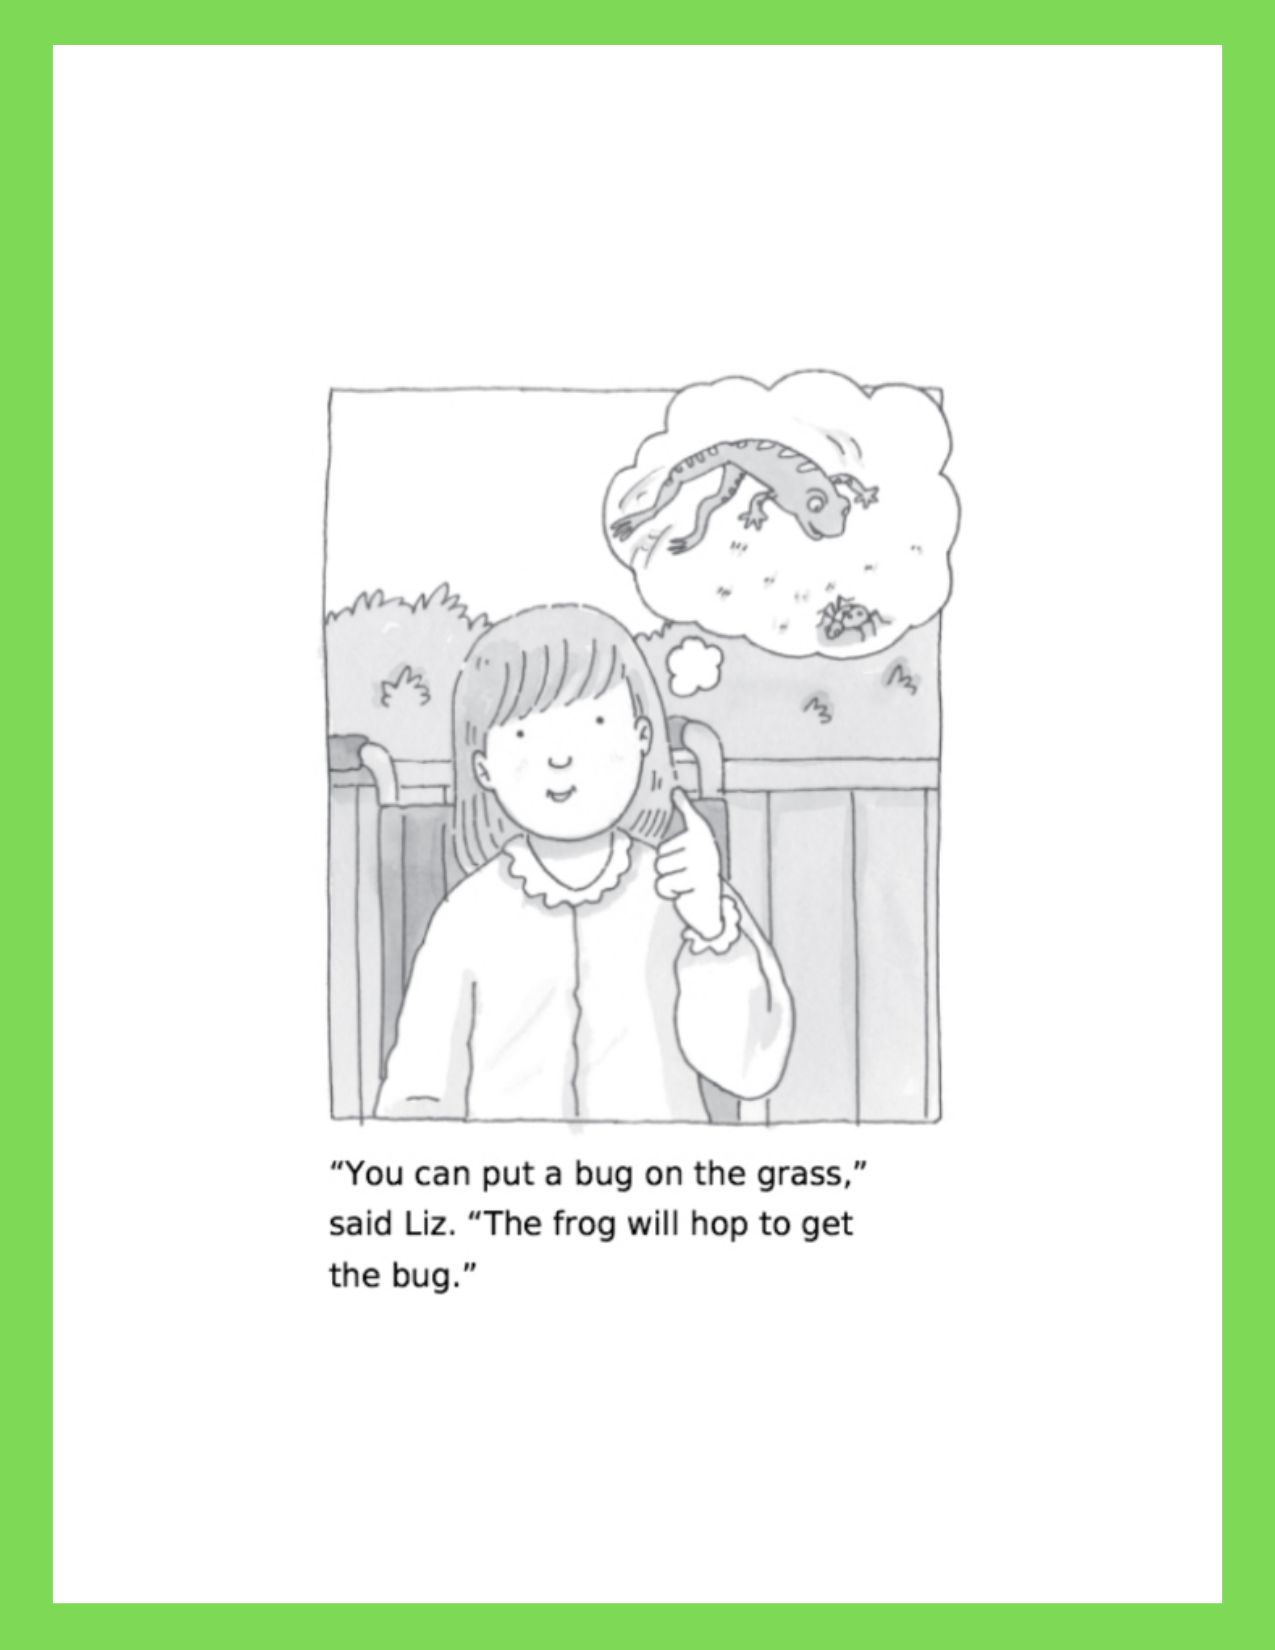 “You can put a bug on the grass,”
said Liz. “The frog will hop to get
the bug.”